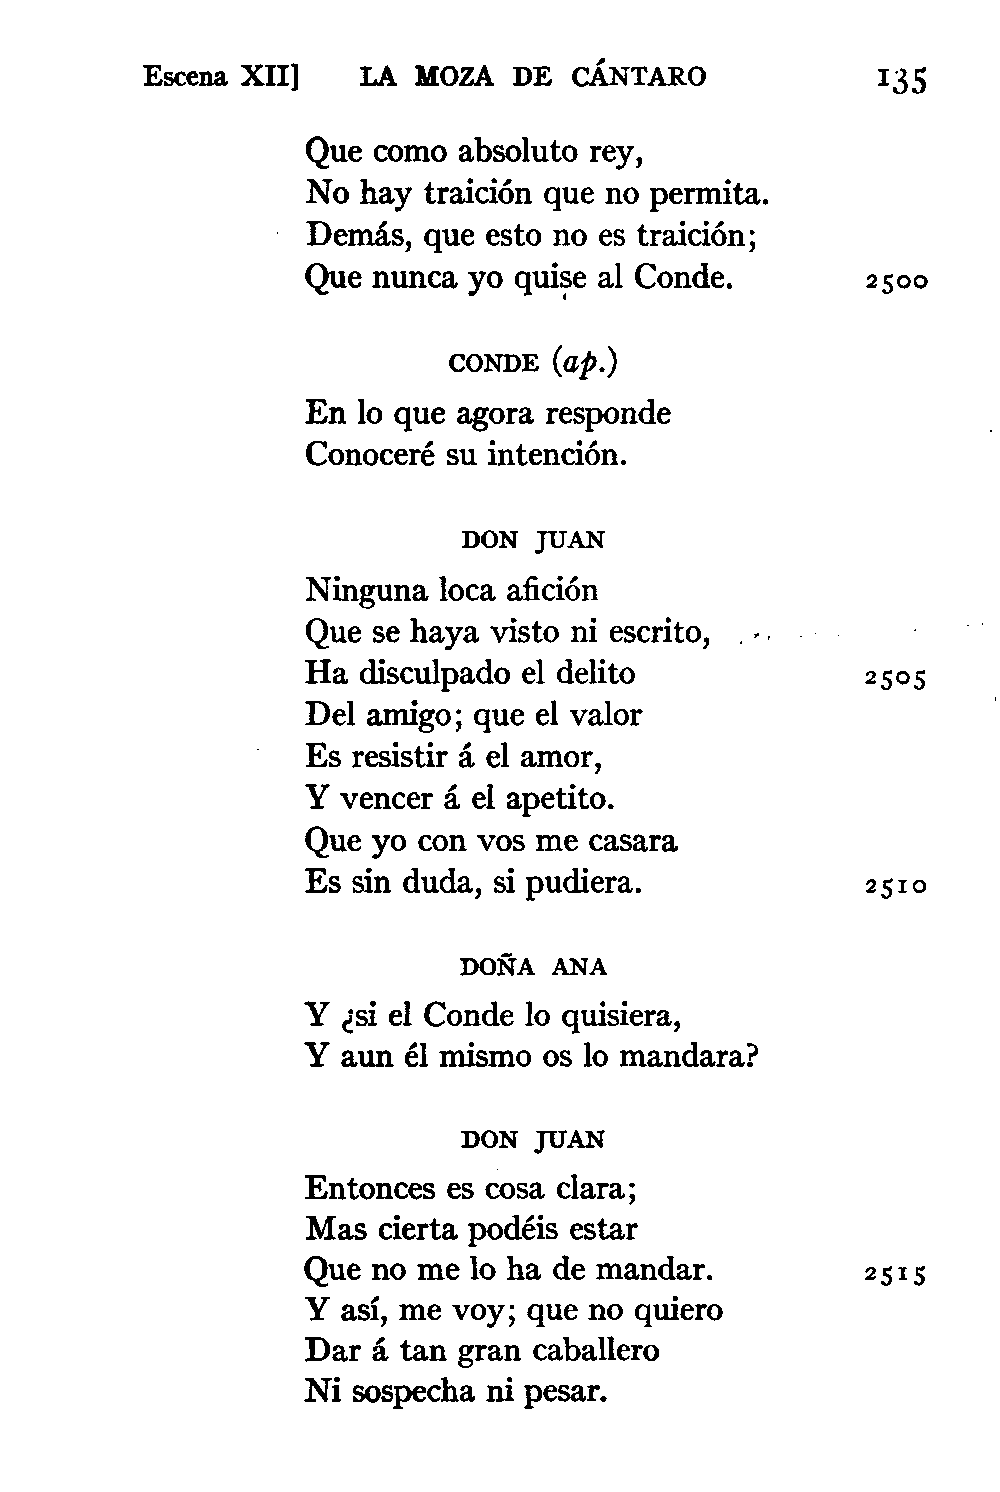 Escena XII] LA MOZA DE CÁNTARO 135
Que como absoluto rey,
No hay traición que no permita.
Demás, que esto no es traición;
Que nunca yo quise al Conde. 2500
CONDE (ap.)
En lo que agora responde
Conoceré su intención.
DON JUAN
Ninguna loca afición
Que se haya visto ni escrito,
Ha disculpado el delito 2505
Del amigo; que el valor
Es resistir á el amor,
Y vencer á el apetito.
Que yo con vos me casara
Es sin duda, si pudiera. 2510
DOÑA ANA
Y ¿si el Conde lo quisiera,
Y aun él mismo os lo mandara?
DON JUAN
Entonces es cosa clara;
Mas cierta podéis estar
Que no me lo ha de mandar. 2515
Y así, me voy; que no quiero
Dar á tan gran caballero
Ni sospecha ni pesar.